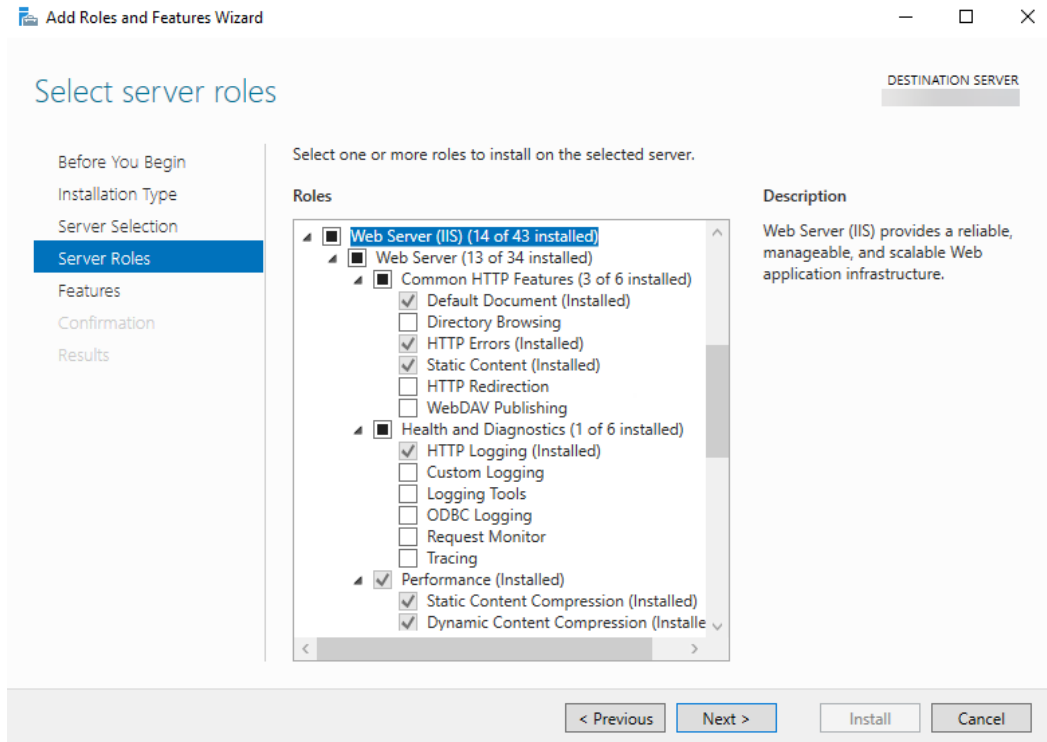 Add Roles and Features Wizard
Select server roles
DESTINATION SERVER
Before You Begin
Installation Type
Server Selection
Server Roles
Features
Confirmation
Results
Select one or more roles to install on the selected server.
Roles
Web Server (IIS) (14 of 43 installed)
Web Server (13 of 34 installed)
Common HTTP Features (3 of 6 installed)
Default Document (Installed)
Directory Browsing
HTTP Errors (Installed)
Static Content (Installed)
HTTP Redirection
WebDAV Publishing
Health and Diagnostics (1 of 6 installed)
HTTP Logging (Installed)
Custom Logging
Logging Tools
ODBC Logging
Request Monitor
Tracing
Performance (Installed)
Static Content Compression (Installed)
Dynamic Content Compression (Installe
Description
Web Server (IIS) provides a reliable,
manageable, and scalable Web
application infrastructure.
< Previous
Next >
Install
Cancel